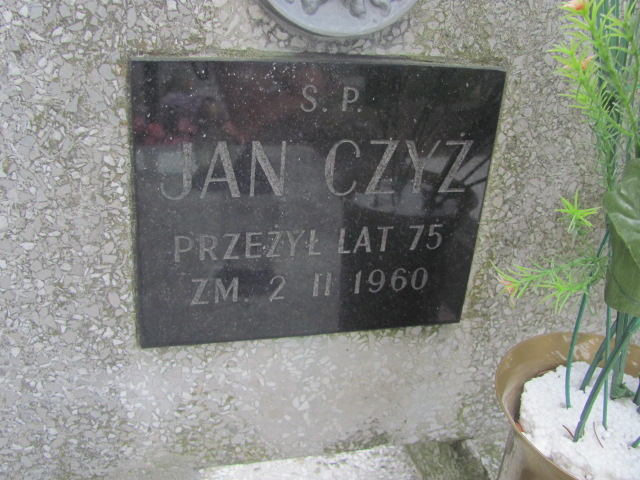 Ś. P.
JAN CZYŻ
PRZEŻYŁ LAT 75
ZM. 2 II 1960